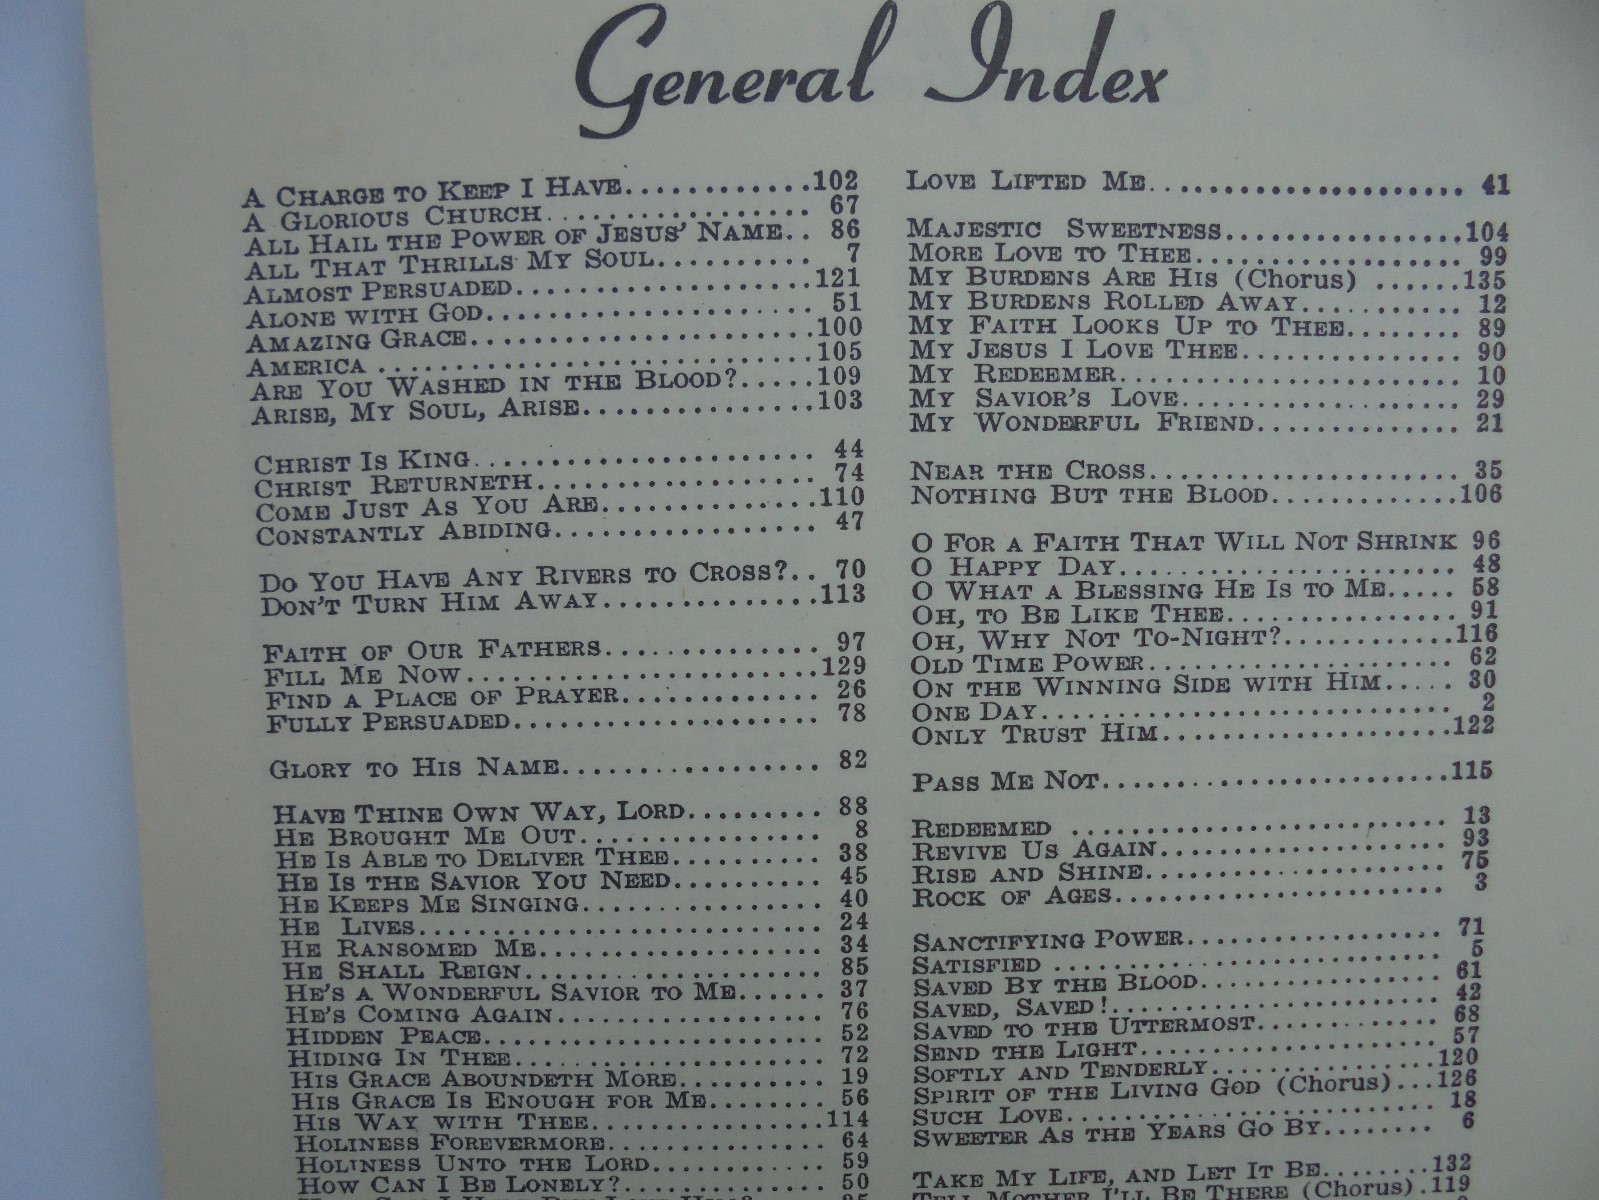 General Index
A CHARGE TO KEEP I HAVE............102
A GLORIOUS CHURCH................ 67
ALL HAIL THE POWER OF JESUS' NAME.. 86
ALL THAT THRILLS MY SOUL.......... 7
ALMOST PERSUADED....................121
ALONE WITH GOD...................... 51
AMAZING GRACE.......................100
AMERICA .............................105
ARE YOU WASHED IN THE BLOOD?.....109
ARISE, MY SOUL, ARISE...............103
CHRIST IS KING....................... 44
CHRIST RETURNETH................... 74
COME JUST AS YOU ARE..............110
CONSTANTLY ABIDING................. 47
DO YOU HAVE ANY RIVERS TO CROSS?.. 70
DON'T TURN HIM AWAY..............113
FAITH OF OUR FATHERS.............. 97
FILL ME NOW.......................129
FIND A PLACE OF PRAYER............. 26
FULLY PERSUADED.................... 78
GLORY TO HIS NAME................. 82
HAVE THINE OWN WAY, LORD......... 88
HE BROUGHT ME OUT................ 8
HE IS ABLE TO DELIVER THEE.......... 38
HE IS THE SAVIOR YOU NEED.......... 45
HE KEEPS ME SINGING................ 40
HE LIVES........................... 24
HE RANSOMED ME................... 34
HE SHALL REIGN.................... 85
HE'S A WONDERFUL SAVIOR TO ME...... 37
HE'S COMING AGAIN.................. 76
HIDDEN PEACE....................... 52
HIDING IN THEE..................... 72
HIS GRACE ABOUNDETH MORE.......... 19
HIS GRACE IS ENOUGH FOR ME........ 56
HIS WAY WITH THEE................114
HOLINESS FOREVERMORE............... 64
HOLINESS UNTO THE LORD............ 59
HOW CAN I BE LONELY?.............. 50
LOVE LIFTED ME..................... 41
MAJESTIC SWEETNESS.................104
MORE LOVE TO THEE.................. 99
MY BURDENS ARE HIS (Chorus) ......135
MY BURDENS ROLLED AWAY........... 12
MY FAITH LOOKS UP TO THEE........ 89
MY JESUS I LOVE THEE............... 90
MY REDEEMER....................... 10
MY SAVIOR'S LOVE................... 29
MY WONDERFUL FRIEND.............. 21
NEAR THE CROSS.................... 35
NOTHING BUT THE BLOOD............106
O FOR A FAITH THAT WILL NOT SHRINK 96
O HAPPY DAY....................... 48
O WHAT A BLESSING HE IS TO ME..... 58
OH, TO BE LIKE THEE................ 91
OH, WHY NOT TO-NIGHT?............116
OLD TIME POWER.................... 62
ON THE WINNING SIDE WITH HIM..... 30
ONE DAY........................... 2
ONLY TRUST HIM...................122
PASS ME NOT.......................115
REDEEMED ......................... 13
REVIVE US AGAIN................... 93
RISE AND SHINE.................... 75
ROCK OF AGES...................... 3
SANCTIFYING POWER................. 71
SATISFIED .......................... 5
SAVED BY THE BLOOD................ 61
SAVED, SAVED!...................... 42
SAVED TO THE UTTERMOST............ 68
SEND THE LIGHT.................... 57
SOFTLY AND TENDERLY...............120
SPIRIT OF THE LIVING GOD (Chorus)...126
SUCH LOVE......................... 18
SWEETER AS THE YEARS GO BY........ 6
TAKE MY LIFE, AND LET IT BE........132
TELL MOTHER I'LL BE THERE (Chorus).119